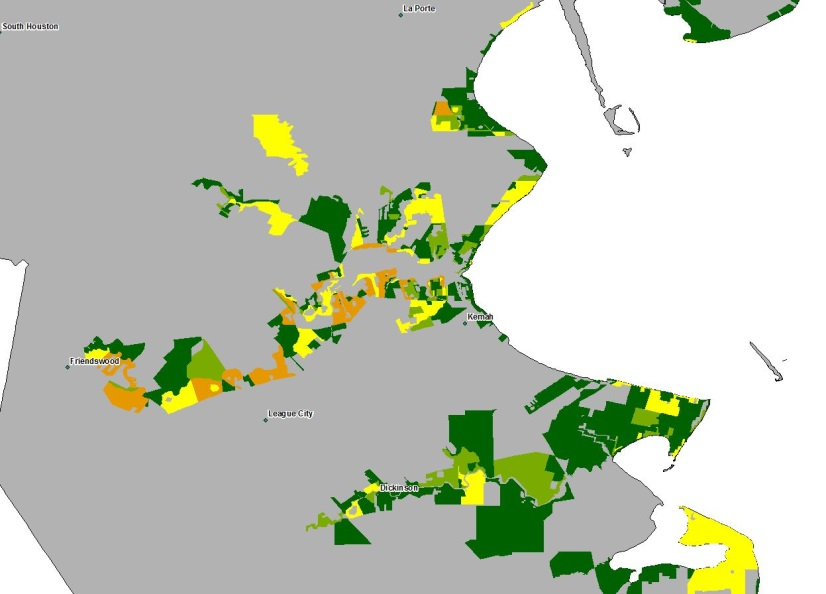 La Porte
South Houston
Kemah
Friendswood
League City
Dickinson